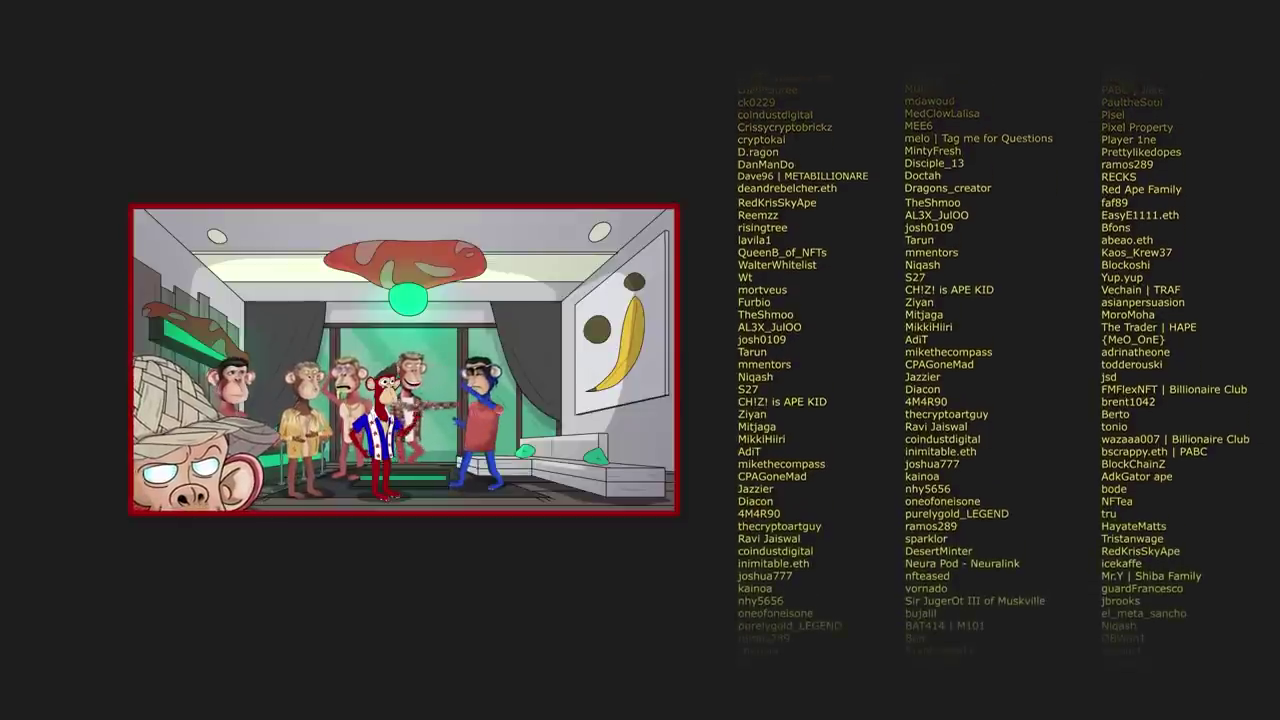 ck0229
coindustdigital
Crissycryptobrickz
cryptokai
D.ragon
DanManDo
Dave96 | METABILLIONARE
deandrebelcher.eth
RedKrisSkyApe
Reemzz
risingtree
lavila1
QueenB_of_NFTs
WalterWhitelist
Wt
mortveus
Furbio
TheShmoo
AL3X_JulOO
josh0109
Tarun
mmentors
Niqash
S27
CH!Z! is APE KID
Ziyan
Mitjaga
MikkiHiiri
AdiT
mikethecompass
CPAGoneMad
Jazzier
Diacon
4M4R90
thecryptoartguy
Ravi Jaiswal
coindustdigital
inimitable.eth
joshua777
kainoa
nhy5656
oneofoneisone
purelygold_LEGEND
ramos289
mdawoud
MedClowLalisa
MEE6
melo | Tag me for Questions
MintyFresh
Disciple_13
Doctah
Dragons_creator
TheShmoo
AL3X_JulOO
josh0109
Tarun
mmentors
Niqash
S27
CH!Z! is APE KID
Ziyan
Mitjaga
MikkiHiiri
AdiT
mikethecompass
CPAGoneMad
Jazzier
Diacon
4M4R90
thecryptoartguy
Ravi Jaiswal
coindustdigital
inimitable.eth
joshua777
kainoa
nhy5656
oneofoneisone
purelygold_LEGEND
ramos289
sparklor
DesertMinter
Neura Pod - Neuralink
nfteased
vornado
Sir JugerOt III of Muskville
bujalil
BAT414 | M101
PaultheSoul
Pisel
Pixel Property
Player 1ne
Prettylikedopes
ramos289
RECKS
Red Ape Family
faf89
EasyE1111.eth
Bfons
abeao.eth
Kaos_Krew37
Blockoshi
Yup.yup
Vechain | TRAF
asianpersuasion
MoroMoha
The Trader | HAPE
{MeO_OnE}
adrinatheone
todderouski
jsd
FMFlexNFT | Billionaire Club
brent1042
Berto
tonio
wazaaa007 | Billionaire Club
bscrappy.eth | PABC
BlockChainZ
AdkGator ape
bode
NFTea
tru
HayateMatts
Tristanwage
RedKrisSkyApe
icekaffe
Mr.Y | Shiba Family
guardFrancesco
jbrooks
el_meta_sancho
Niqash